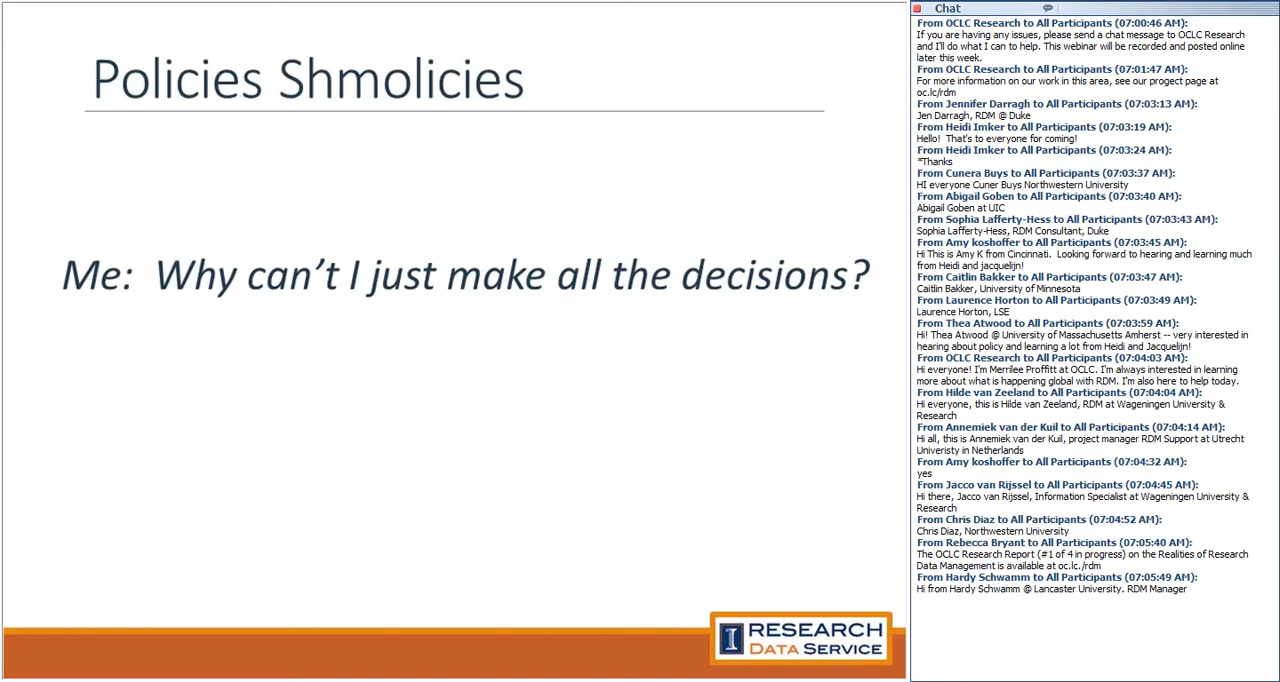 Policies Shmolicies
Me:  Why can't I just make all the decisions?
I RESEARCH
DATA SERVICE
Chat
From OCLC Research to All Participants (07:00:46 AM):
If you are having any issues, please send a chat message to OCLC Research
and I'll do what I can to help. This webinar will be recorded and posted online
later this week.
From OCLC Research to All Participants (07:01:47 AM):
For more information on our work in this area, see our progect page at
oc.lc/rdm
From Jennifer Darragh to All Participants (07:03:13 AM):
Jen Darragh, RDM @ Duke
From Heidi Imker to All Participants (07:03:19 AM):
Hello!  That's to everyone for coming!
From Heidi Imker to All Participants (07:03:24 AM):
*Thanks
From Cunera Buys to All Participants (07:03:37 AM):
HI everyone Cuner Buys Northwestern University
From Abigail Goben to All Participants (07:03:40 AM):
Abigail Goben at UIC
From Sophia Lafferty-Hess to All Participants (07:03:43 AM):
Sophia Lafferty-Hess, RDM Consultant, Duke
From Amy koshoffer to All Participants (07:03:45 AM):
Hi This is Amy K from Cincinnati.  Looking forward to hearing and learning much
from Heidi and jacquelijn!
From Caitlin Bakker to All Participants (07:03:47 AM):
Caitlin Bakker, University of Minnesota
From Laurence Horton to All Participants (07:03:49 AM):
Laurence Horton, LSE
From Thea Atwood to All Participants (07:03:59 AM):
Hi! Thea Atwood @ University of Massachusetts Amherst -- very interested in
hearing about policy and learning a lot from Heidi and Jacquelijn!
From OCLC Research to All Participants (07:04:03 AM):
Hi everyone! I'm Merrilee Proffitt at OCLC. I'm always interested in learning
more about what is happening global with RDM. I'm also here to help today.
From Hilde van Zeeland to All Participants (07:04:04 AM):
Hi everyone, this is Hilde van Zeeland, RDM at Wageningen University &
Research
From Annemiek van der Kuil to All Participants (07:04:14 AM):
Hi all, this is Annemiek van der Kuil, project manager RDM Support at Utrecht
Univeristy in Netherlands
From Amy koshoffer to All Participants (07:04:32 AM):
yes
From Jacco van Rijssel to All Participants (07:04:45 AM):
Hi there, Jacco van Rijssel, Information Specialist at Wageningen University &
Research
From Chris Diaz to All Participants (07:04:52 AM):
Chris Diaz, Northwestern University
From Rebecca Bryant to All Participants (07:05:40 AM):
The OCLC Research Report (#1 of 4 in progress) on the Realities of Research
Data Management is available at oc.lc./rdm
From Hardy Schwamm to All Participants (07:05:49 AM):
Hi from Hardy Schwamm @ Lancaster University. RDM Manager